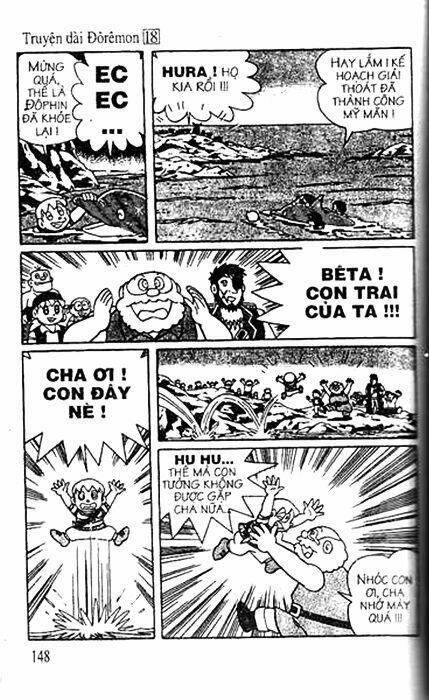 Truyện dài Đôrêmon 18
MỪNG
QUÁ,
THẾ LÀ
ĐÔPHIN
ĐÃ KHỎE
LẠI !
EC
EC
...
HURA ! HỌ
KIA RỒI !!!
HAY LẮM ! KẾ
HOẠCH GIẢI
THOÁT ĐÃ
THÀNH CÔNG
MỸ MÃN !
BÊTA !
CON TRAI
CỦA TA !!!
CHA ƠI !
CON ĐÂY
NÈ !
HU HU...
THẾ MÀ CON
TƯỞNG KHÔNG
ĐƯỢC GẶP
CHA NỮA...
NHÓC CON
ƠI, CHA
NHỚ MÀY
QUÁ !!!
148